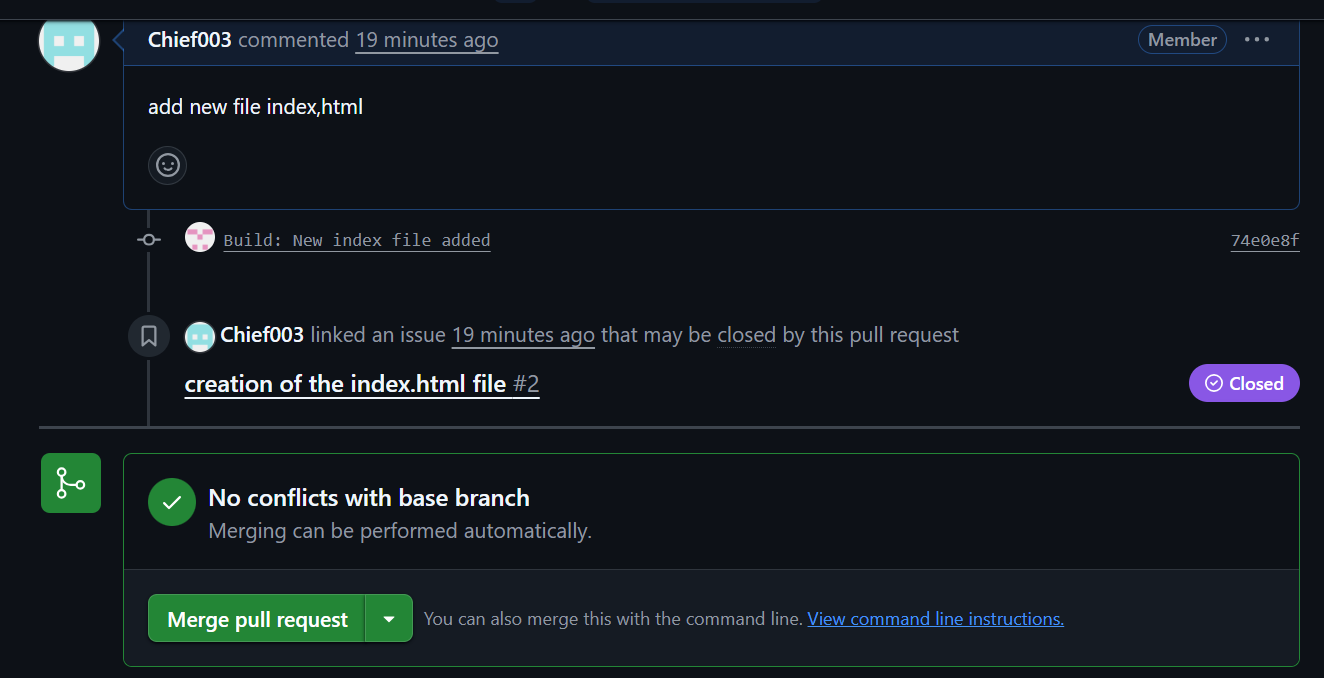 Chief003 commented 19 minutes ago Member
add new file index,html
Build: New index file added 74e0e8f
Chief003 linked an issue 19 minutes ago that may be closed by this pull request
creation of the index.html file #2 Closed
No conflicts with base branch
Merging can be performed automatically.
Merge pull request You can also merge this with the command line. View command line instructions.